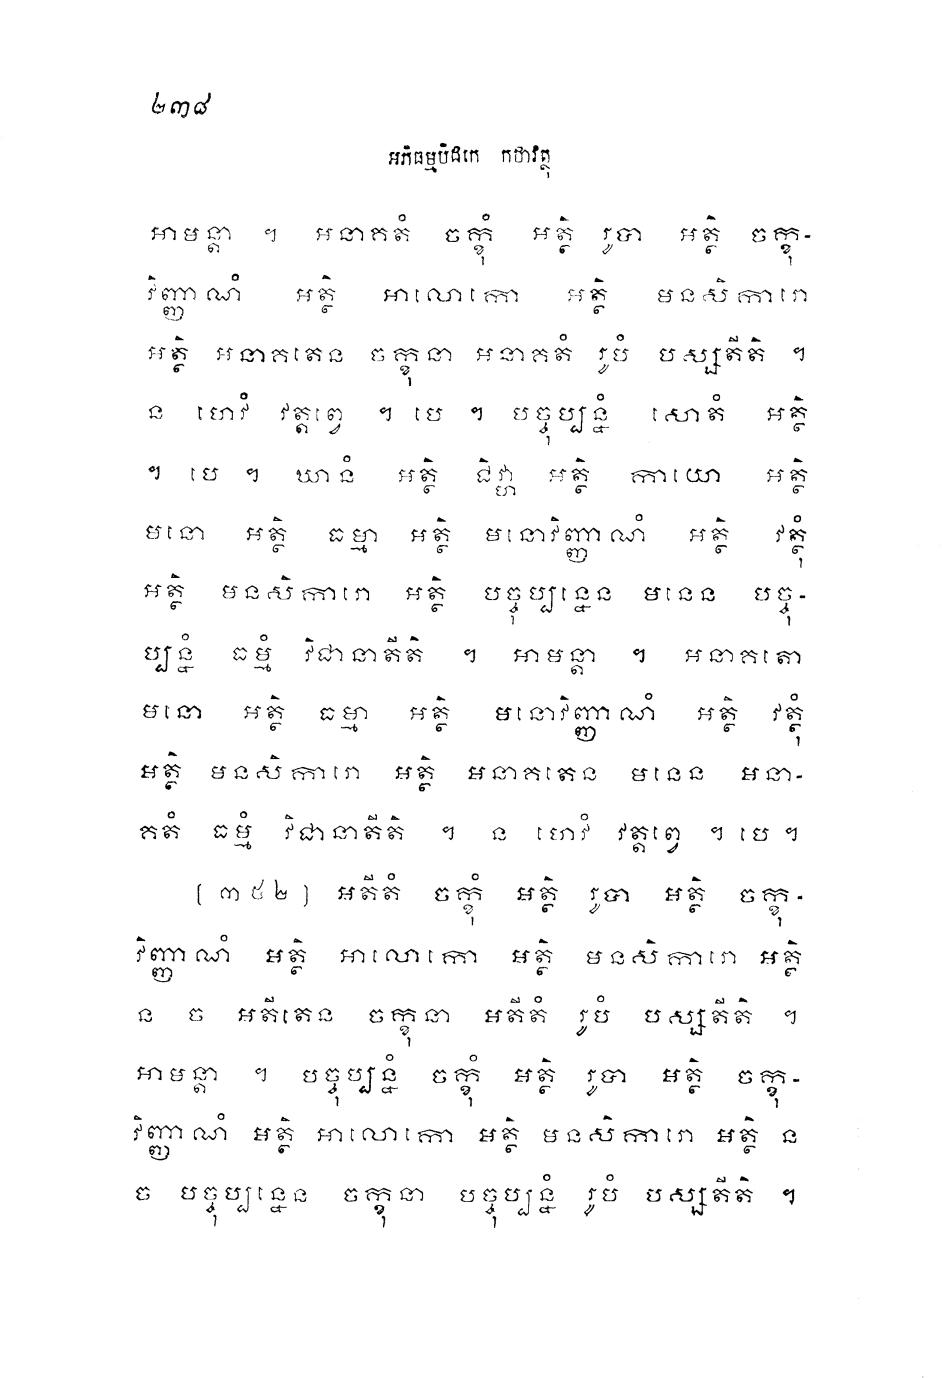 ២៣៨
អភិធម្មបិដកេ កថាវត្ថុ
អាមន្តា ។ អនាគតំ ចក្ខុំ អត្ថិ រូបា អត្ថិ ចក្ខុ-
វិញ្ញាណំ អត្ថិ អាលោកោ អត្ថិ មនសិការោ
អត្ថិ អនាគតេន ចក្ខុនា អនាគតំ រូបំ បស្សតីតិ ។
ន ហេវំ វត្តព្វេ ។ បេ ។ បច្ចុប្បន្នំ សោតំ អត្ថិ
។ បេ ។ ឃានំ អត្ថិ ជិវ្ហា អត្ថិ កាយោ អត្ថិ
មនោ អត្ថិ ធម្មា អត្ថិ មនោវិញ្ញាណំ អត្ថិ វត្ថុំ
អត្ថិ មនសិការោ អត្ថិ បច្ចុប្បន្នេន មនេន បច្ចុ-
ប្បន្នំ ធម្មំ វិជានាតីតិ ។ អាមន្តា ។ អនាគតោ
មនោ អត្ថិ ធម្មា អត្ថិ មនោវិញ្ញាណំ អត្ថិ វត្ថុំ
អត្ថិ មនសិការោ អត្ថិ អនាគតេន មនេន អនា-
គតំ ធម្មំ វិជានាតីតិ ។ ន ហេវំ វត្តព្វេ ។ បេ ។
[៣៥២] អតីតំ ចក្ខុំ អត្ថិ រូបា អត្ថិ ចក្ខុ-
វិញ្ញាណំ អត្ថិ អាលោកោ អត្ថិ មនសិការោ អត្ថិ
ន ច អតីតេន ចក្ខុនា អតីតំ រូបំ បស្សតីតិ ។
អាមន្តា ។ បច្ចុប្បន្នំ ចក្ខុំ អត្ថិ រូបា អត្ថិ ចក្ខុ-
វិញ្ញាណំ អត្ថិ អាលោកោ អត្ថិ មនសិការោ អត្ថិ ន
ច បច្ចុប្បន្នេន ចក្ខុនា បច្ចុប្បន្នំ រូបំ បស្សតីតិ ។